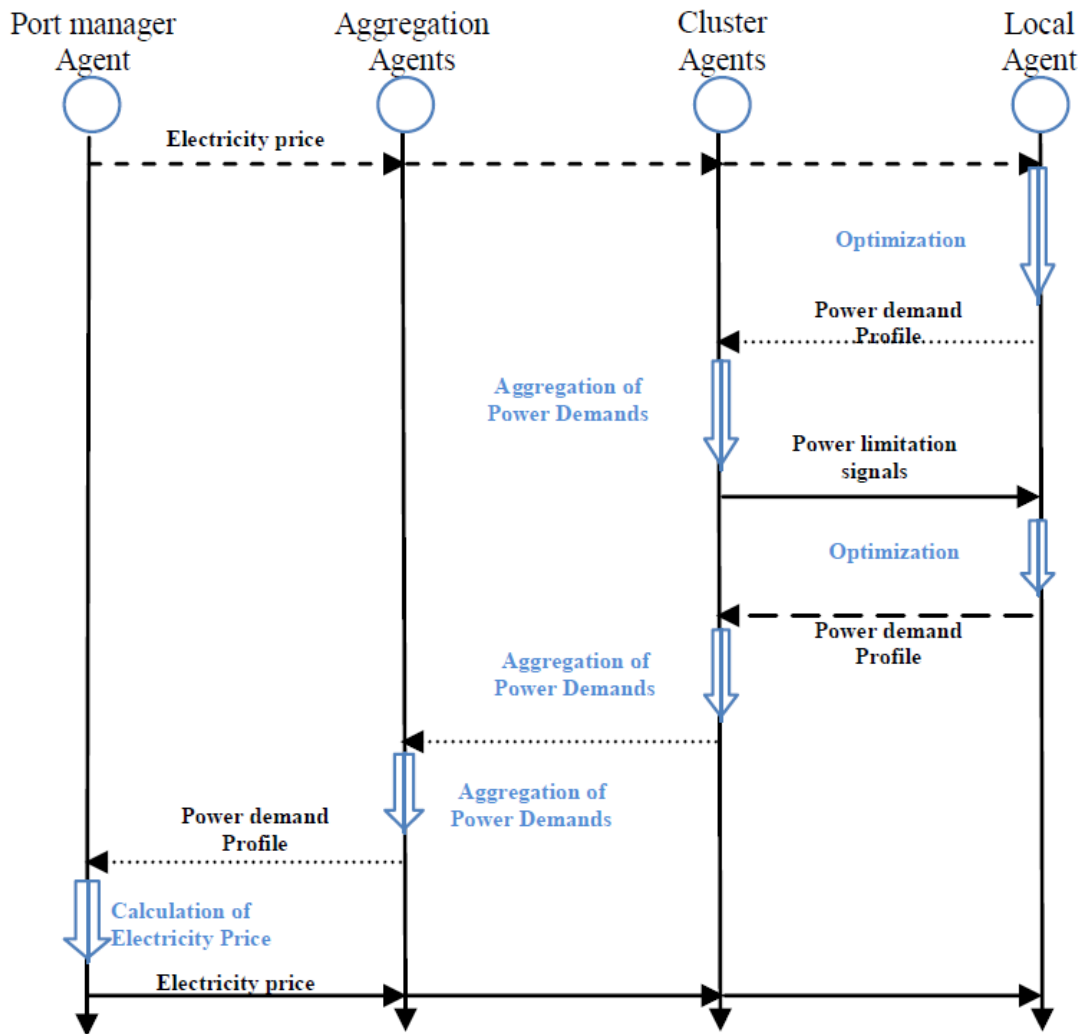 Port manager
Agent
Aggregation
Agents
Cluster
Agents
Local
Agent
Electricity price
Optimization
Power demand
Profile
Aggregation of
Power Demands
Power limitation
signals
Optimization
Power demand
Profile
Aggregation of
Power Demands
Aggregation of
Power Demands
Power demand
Profile
Calculation of
Electricity Price
Electricity price